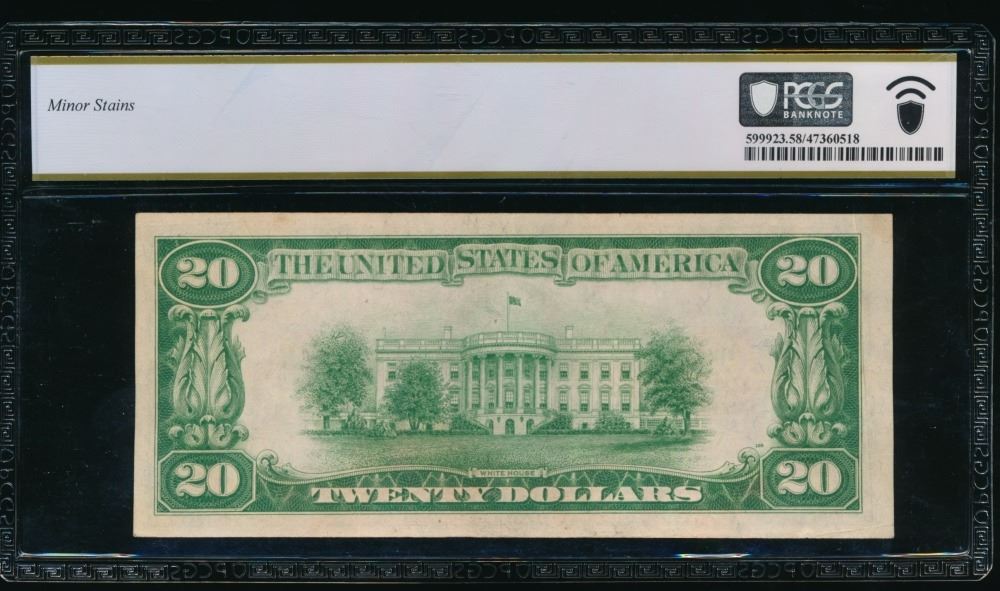 Minor Stains
PCGS
BANKNOTE
599923.58/47360518
20 THE UNITED STATES OF AMERICA 20
WHITE HOUSE
20 TWENTY DOLLARS 20